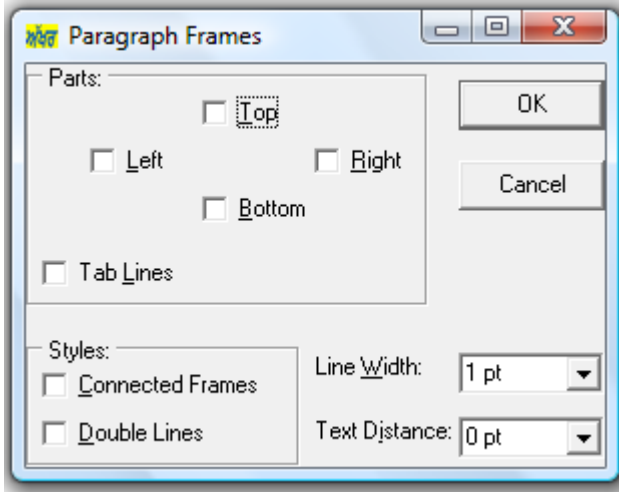 ਅੱਖਰ Paragraph Frames
Parts:
Top
OK
Left
Right
Cancel
Bottom
Tab Lines
Styles:
Line Width:
1 pt
Connected Frames
Double Lines
Text Distance:
0 pt